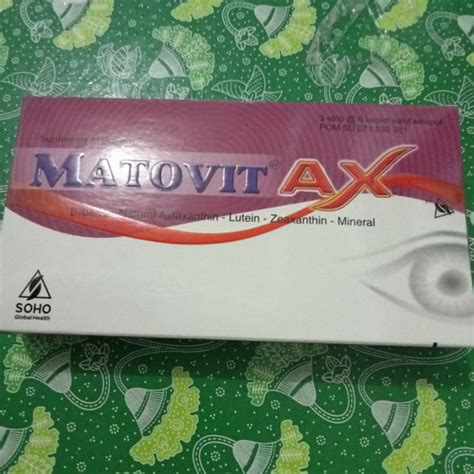 3 strip @ 6 kaplet salut selaput
POM SD.071 530 351
Suplemen
MATOVIT® AX
Astaxanthin - Lutein - Zeaxanthin - Mineral
SOHO
Global Health